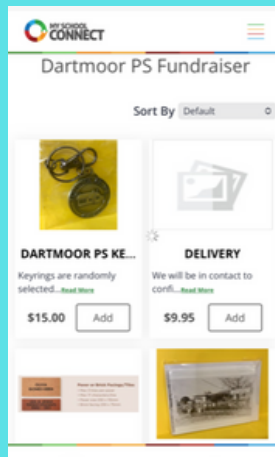 MY SCHOOL
CONNECT
Dartmoor PS Fundraiser
Sort By Default
DARTMOOR PS KE...
Keyrings are randomly
selected...Read More
$15.00 Add
DELIVERY
We will be in contact to
confi...Read More
$9.95 Add